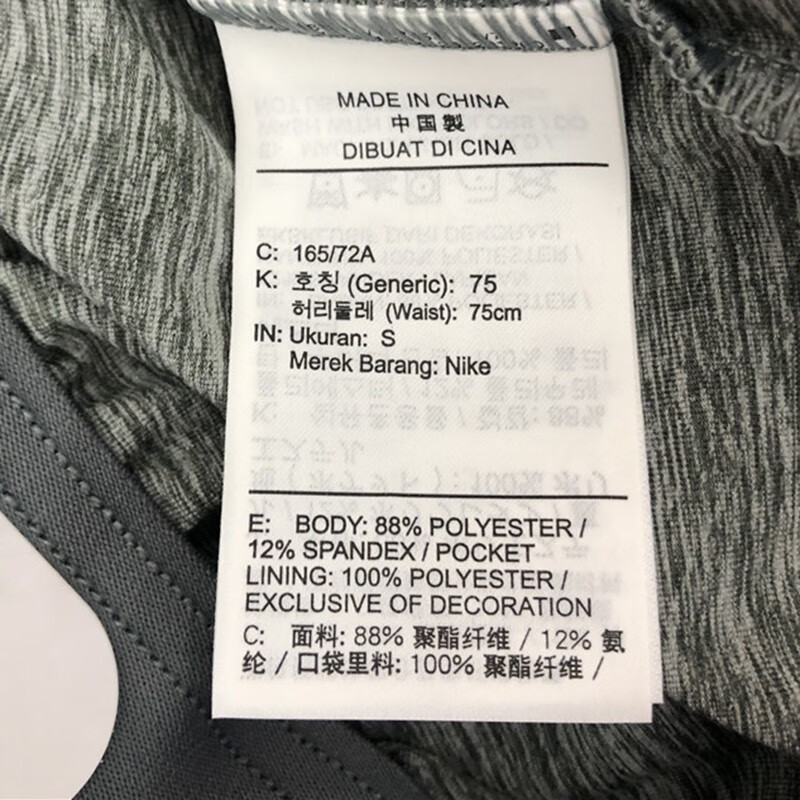 MADE IN CHINA
中国製
DIBUAT DI CINA
C: 165/72A
K: 호칭 (Generic): 75
허리둘레 (Waist): 75cm
IN: Ukuran: S
Merek Barang: Nike
E: BODY: 88% POLYESTER /
12% SPANDEX / POCKET
LINING: 100% POLYESTER /
EXCLUSIVE OF DECORATION
C: 面料: 88% 聚酯纤维 / 12% 氨
纶 / 口袋里料: 100% 聚酯纤维 /